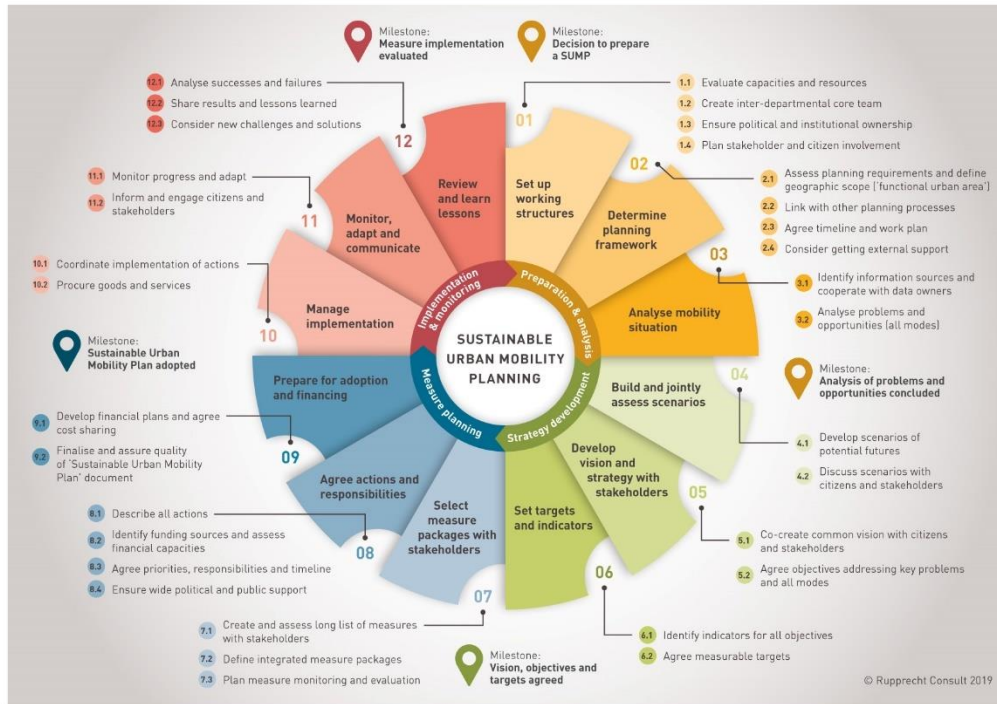 Milestone:
Measure implementation
evaluated
Milestone:
Decision to prepare
a SUMP
12.1 Analyse successes and failures
12.2 Share results and lessons learned
12.3 Consider new challenges and solutions
1.1 Evaluate capacities and resources
1.2 Create inter-departmental core team
1.3 Ensure political and institutional ownership
1.4 Plan stakeholder and citizen involvement
11.1 Monitor progress and adapt
11.2 Inform and engage citizens and
stakeholders
2.1 Assess planning requirements and define
geographic scope ('functional urban area')
2.2 Link with other planning processes
2.3 Agree timeline and work plan
2.4 Consider getting external support
10.1 Coordinate implementation of actions
10.2 Procure goods and services
3.1 Identify information sources and
cooperate with data owners
3.2 Analyse problems and
opportunities (all modes)
Milestone:
Sustainable Urban
Mobility Plan adopted
Milestone:
Analysis of problems and
opportunities concluded
9.1 Develop financial plans and agree
cost sharing
9.2 Finalise and assure quality
of 'Sustainable Urban Mobility
Plan' document
4.1 Develop scenarios of
potential futures
4.2 Discuss scenarios with
citizens and stakeholders
8.1 Describe all actions
8.2 Identify funding sources and assess
financial capacities
8.3 Agree priorities, responsibilities and timeline
8.4 Ensure wide political and public support
5.1 Co-create common vision with citizens
and stakeholders
5.2 Agree objectives addressing key problems
and all modes
7.1 Create and assess long list of measures
with stakeholders
7.2 Define integrated measure packages
7.3 Plan measure monitoring and evaluation
6.1 Identify indicators for all objectives
6.2 Agree measurable targets
Milestone:
Vision, objectives and
targets agreed
01
Set up
working
structures
02
Determine
planning
framework
03
Analyse mobility
situation
04
Build and jointly
assess scenarios
05
Develop
vision and
strategy with
stakeholders
06
Set targets
and indicators
07
Select
measure
packages with
stakeholders
08
Agree actions and
responsibilities
09
Prepare for adoption
and financing
10
Manage
implementation
11
Monitor,
adapt and
communicate
12
Review
and learn
lessons
Preparation & analysis
Strategy development
Measure planning
Implementation
& monitoring
SUSTAINABLE
URBAN MOBILITY
PLANNING
© Rupprecht Consult 2019